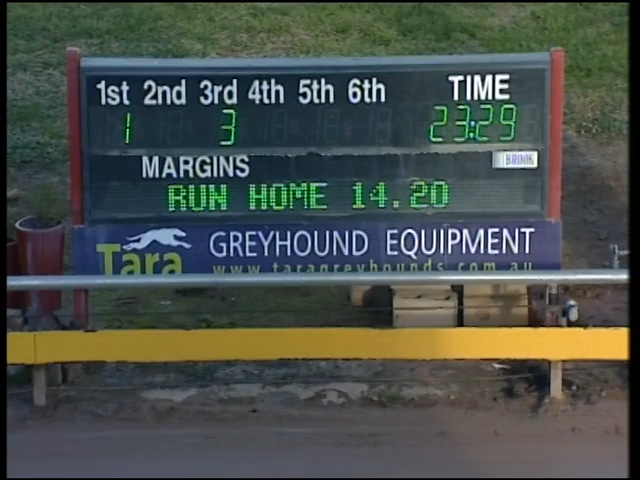 1st 2nd 3rd 4th 5th 6th TIME
1 3 23:29
MARGINS BROOK
RUN HOME 14.20
Tara GREYHOUND EQUIPMENT
www.taragreyhounds.com.au